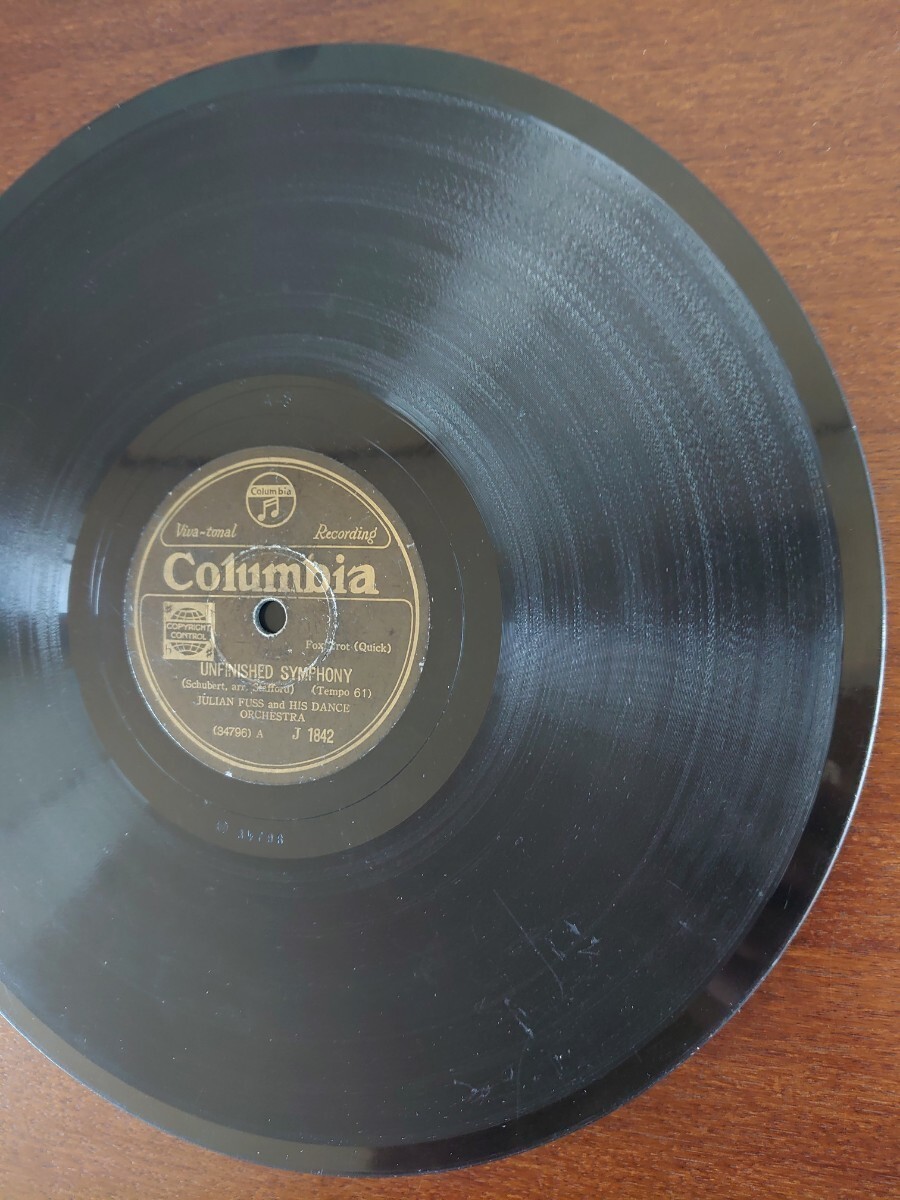 Columbia
Viva-tonal Recording
Columbia
COPYRIGHT
CONTROL
Fox Trot (Quick)
UNFINISHED SYMPHONY
(Schubert, arr. Stafford) (Tempo 61)
JULIAN FUSS and HIS DANCE
ORCHESTRA
(34796) A J 1842